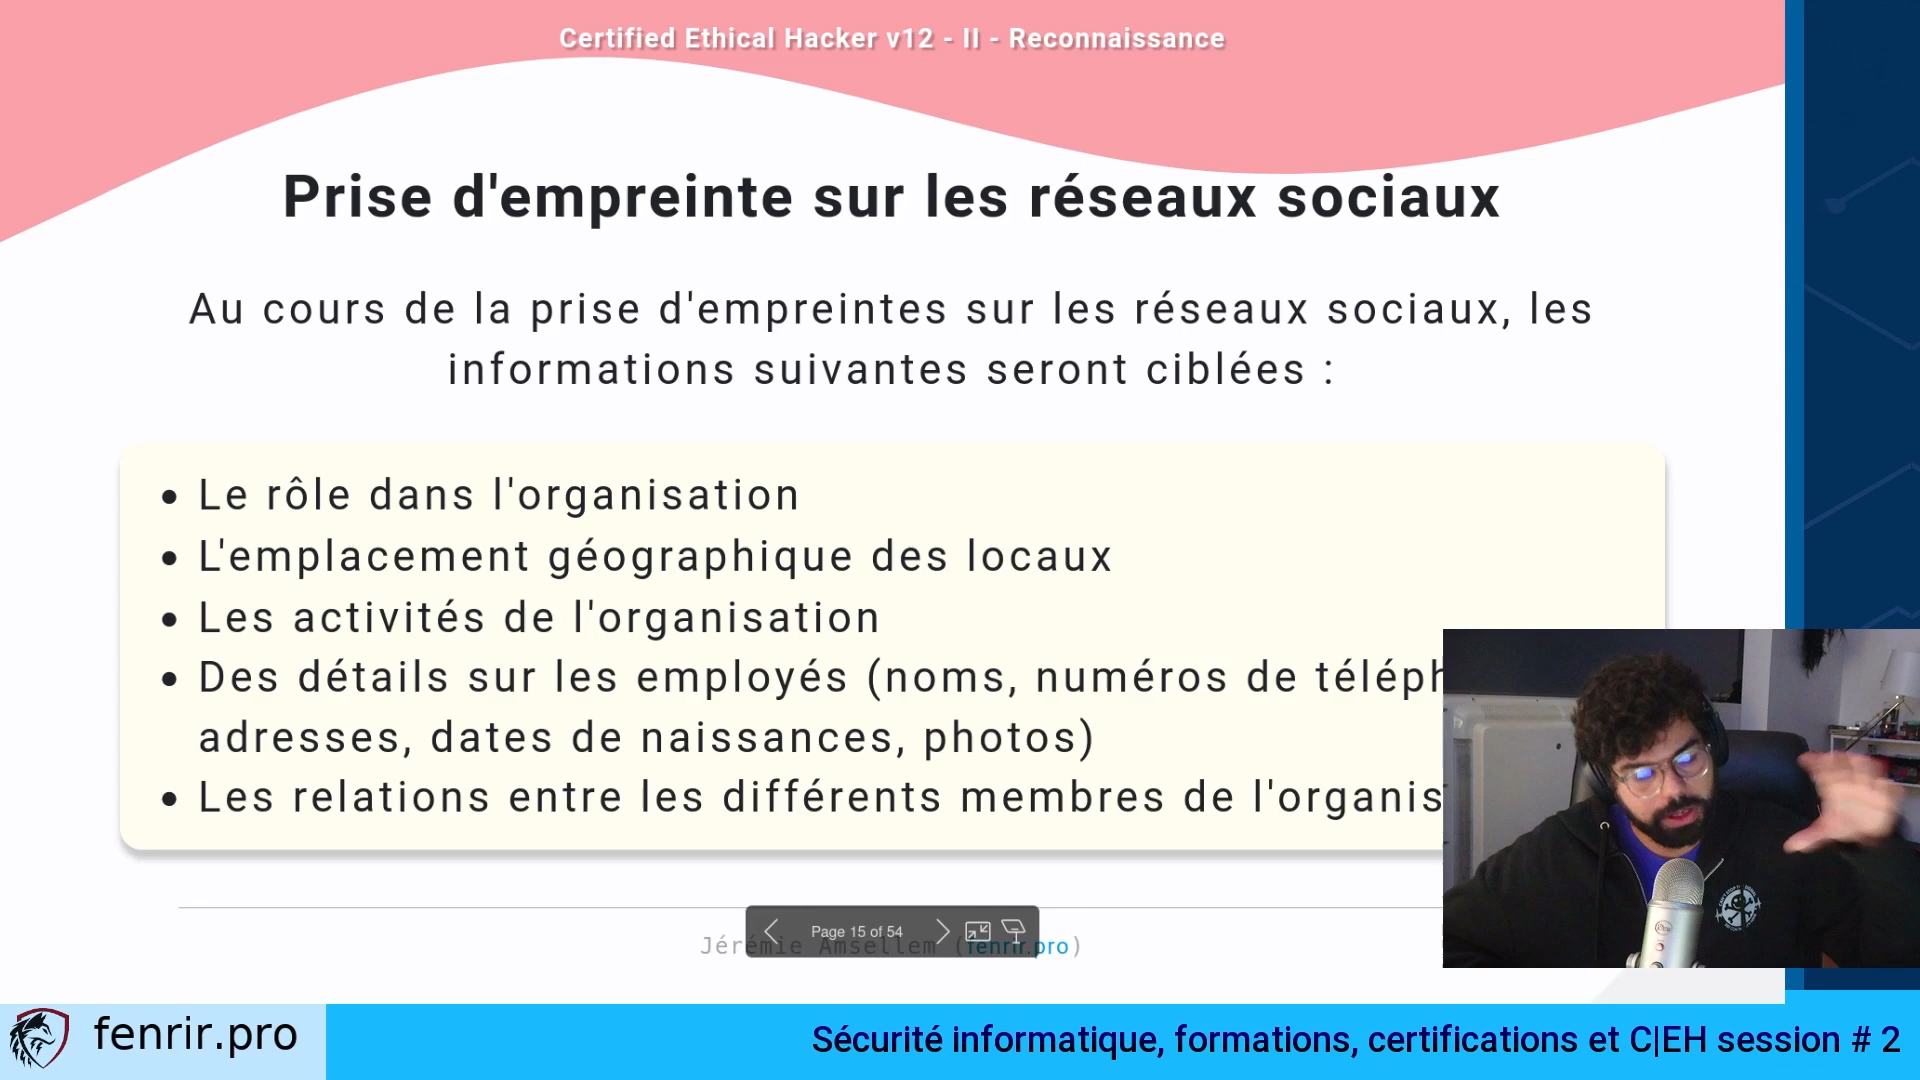 Certified Ethical Hacker v12 - II - Reconnaissance
Prise d'empreinte sur les réseaux sociaux
Au cours de la prise d'empreintes sur les réseaux sociaux, les
informations suivantes seront ciblées :
• Le rôle dans l'organisation
• L'emplacement géographique des locaux
• Les activités de l'organisation
• Des détails sur les employés (noms, numéros de téléph
adresses, dates de naissances, photos)
• Les relations entre les différents membres de l'organis
Page 15 of 54
Jérémie Amsellem (fenrir.pro)
fenrir.pro
Sécurité informatique, formations, certifications et C|EH session # 2